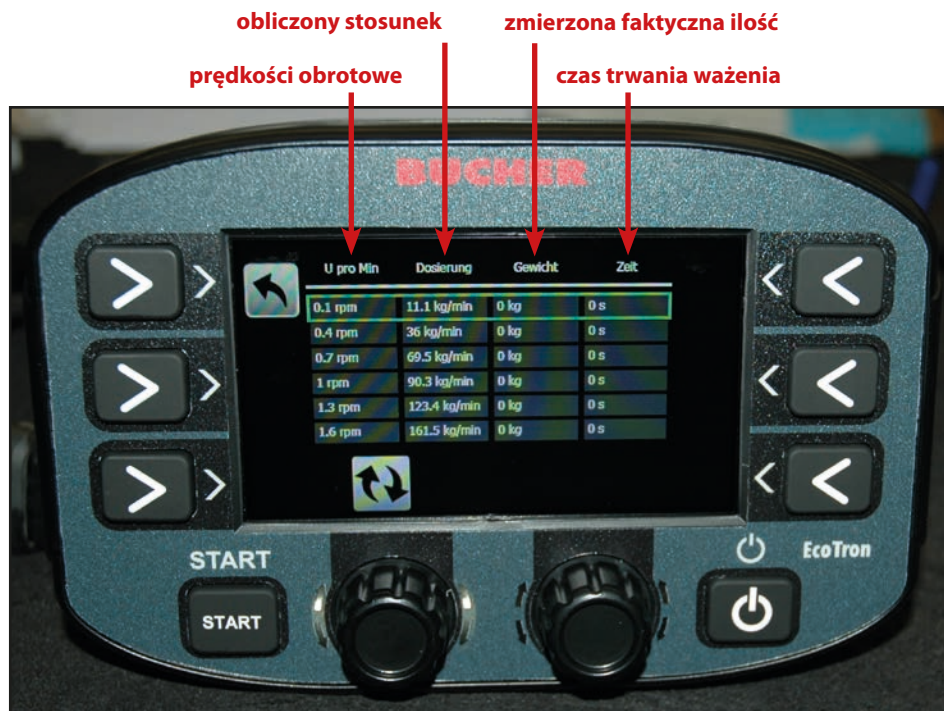 obliczony stosunek
zmierzona faktyczna ilość
prędkości obrotowe
czas trwania ważenia
BUCHER
U pro Min Dosierung Gewicht Zeit
0.1 rpm 11.1 kg/min 0 kg 0 s
0.4 rpm 36 kg/min 0 kg 0 s
0.7 rpm 69.5 kg/min 0 kg 0 s
1 rpm 90.3 kg/min 0 kg 0 s
1.3 rpm 123.4 kg/min 0 kg 0 s
1.6 rpm 161.5 kg/min 0 kg 0 s
START
EcoTron
START